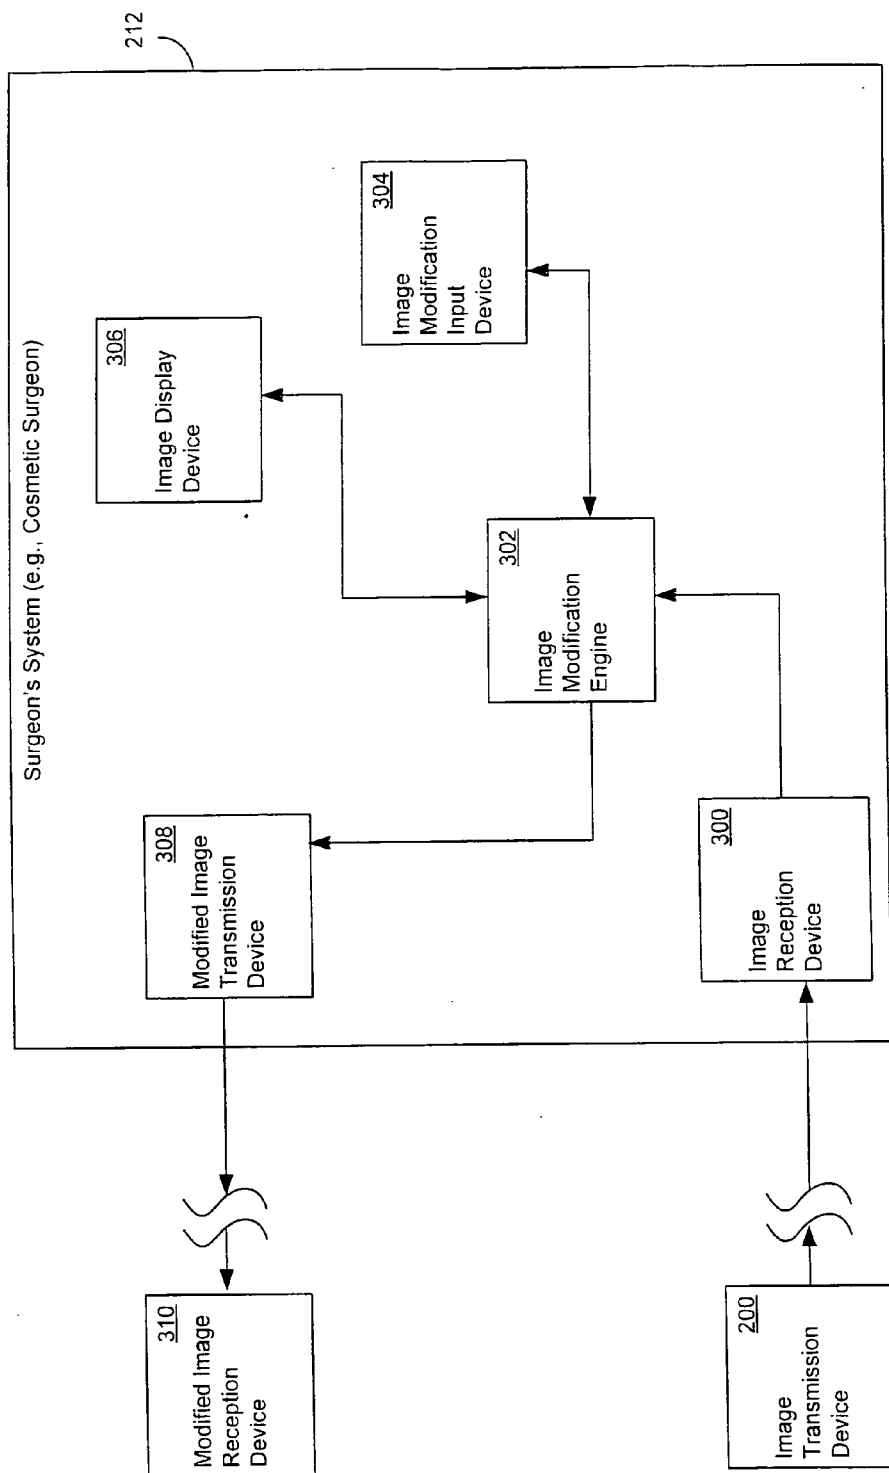 212
Surgeon's System (e.g., Cosmetic Surgeon)
310
Modified Image
Reception
Device
308
Modified Image
Transmission
Device
306
Image Display
Device
302
Image
Modification
Engine
304
Image
Modification
Input
Device
200
Image
Transmission
Device
300
Image
Reception
Device